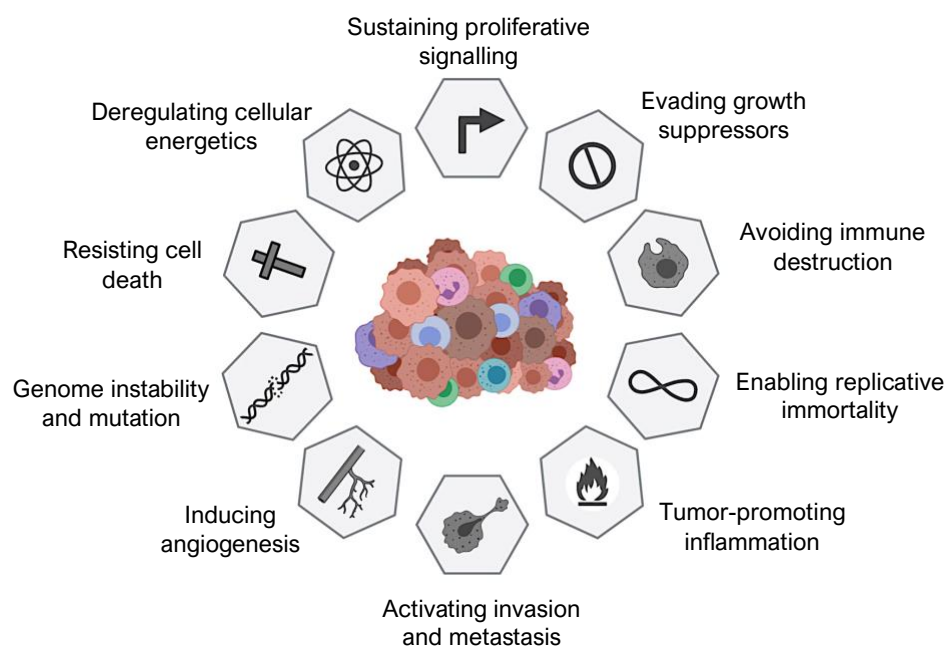 Sustaining proliferative
signalling
Evading growth
suppressors
Avoiding immune
destruction
Enabling replicative
immortality
Tumor-promoting
inflammation
Activating invasion
and metastasis
Inducing
angiogenesis
Genome instability
and mutation
Resisting cell
death
Deregulating cellular
energetics